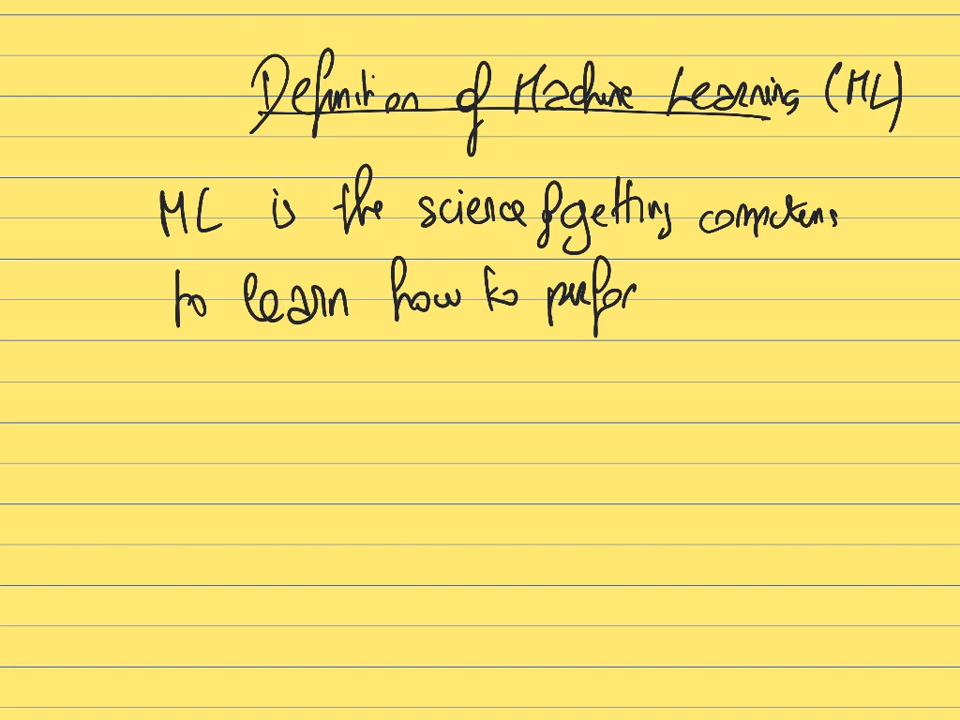 Definition of Machine Learning (ML)
ML is the science of getting computers
to learn how to perfor